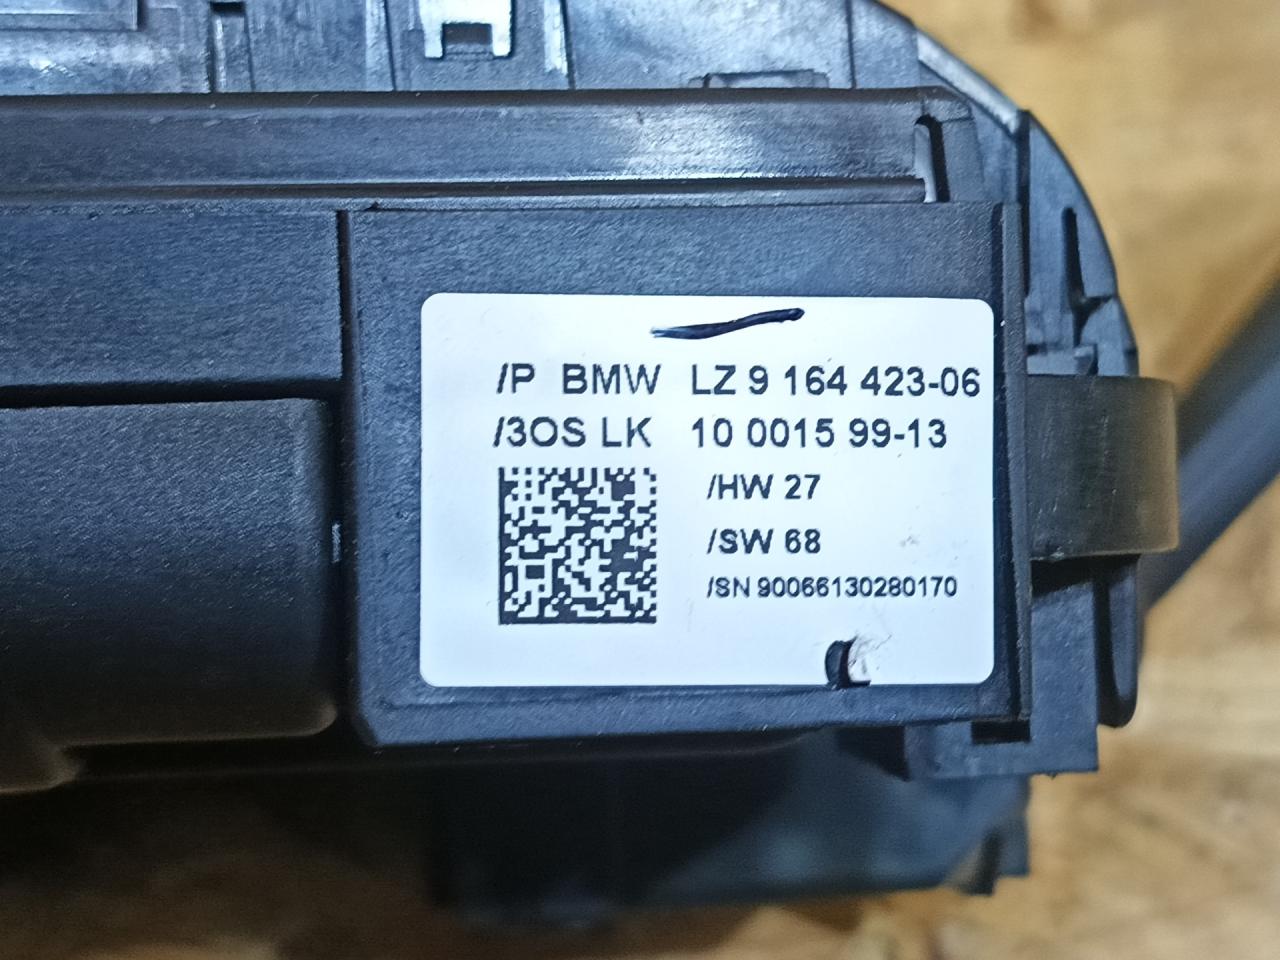 /P BMW LZ 9 164 423-06
/3OS LK 10 0015 99-13
/HW 27
/SW 68
/SN 90066130280170